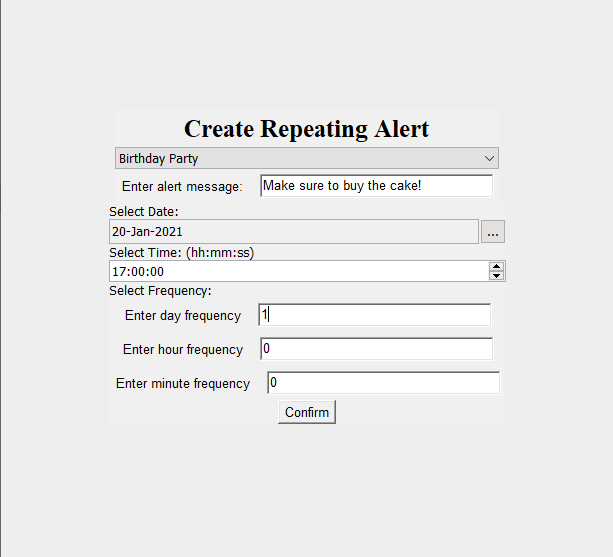 Create Repeating Alert
Birthday Party
Enter alert message: Make sure to buy the cake!
Select Date:
20-Jan-2021 ...
Select Time: (hh:mm:ss)
17:00:00
Select Frequency:
Enter day frequency 1
Enter hour frequency 0
Enter minute frequency 0
Confirm